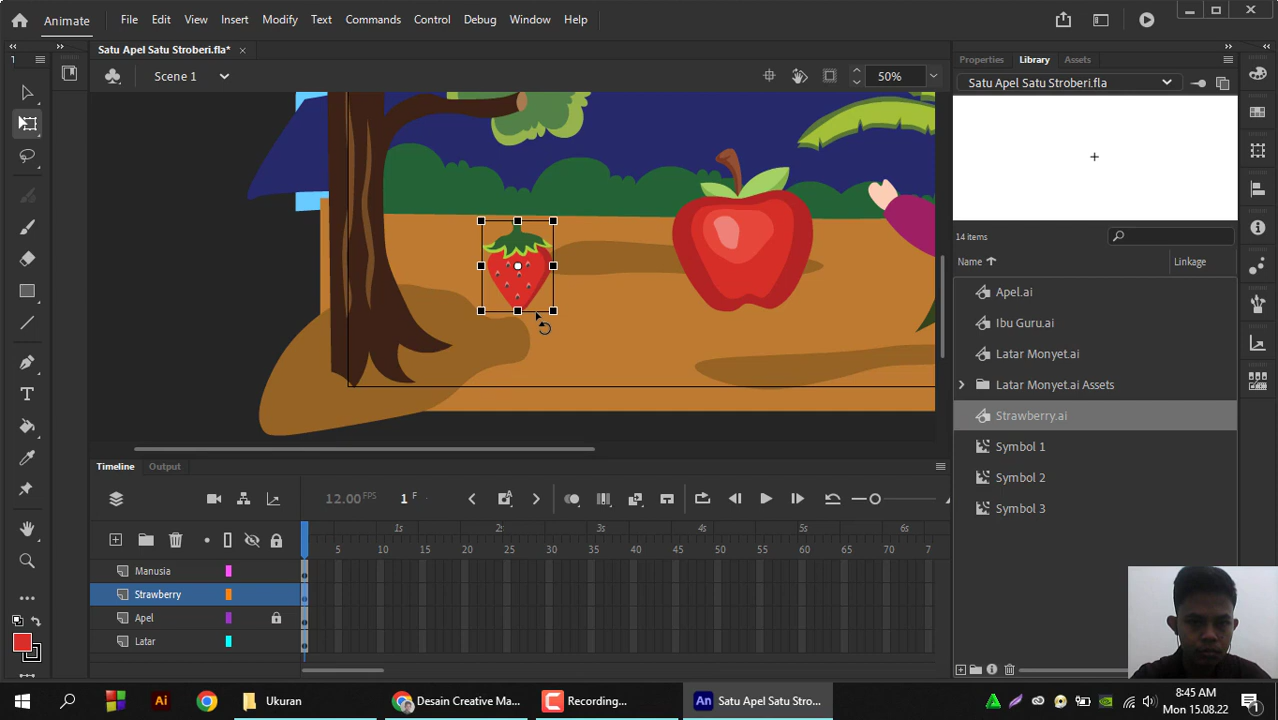 Animate
File Edit View Insert Modify Text Commands Control Debug Window Help
Satu Apel Satu Stroberi.fla*
Scene 1
50%
1
Properties Library Assets
Satu Apel Satu Stroberi.fla
14 items
Name Linkage
Apel.ai
Ibu Guru.ai
Latar Monyet.ai
Latar Monyet.ai Assets
Strawberry.ai
Symbol 1
Symbol 2
Symbol 3
Timeline Output
12.00 FPS 1 F
1s 2s 3s 4s 5s 6s
5 10 15 20 25 30 35 40 45 50 55 60 65 70 7
Manusia
Strawberry
Apel
Latar
Ai Ukuran Desain Creative Ma... Recording... An Satu Apel Satu Stro...
8:45 AM
Mon 15.08.22